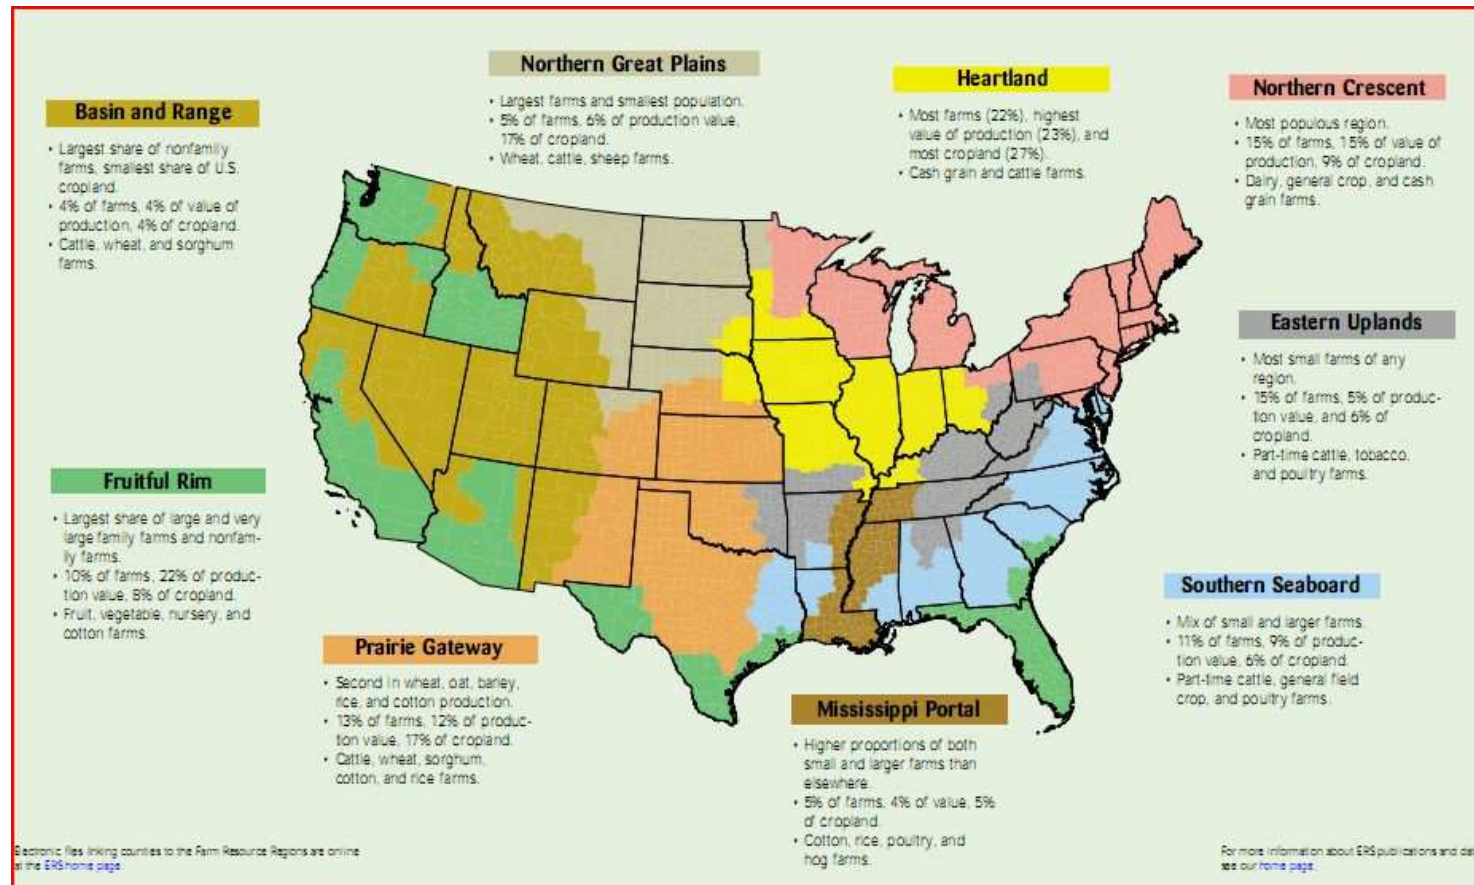 Northern Great Plains
• Largest farms and smallest population.
• 5% of farms, 6% of production value,
17% of cropland.
• Wheat, cattle, sheep farms.
Heartland
• Most farms (22%), highest
value of production (23%), and
most cropland (27%).
• Cash grain and cattle farms.
Northern Crescent
• Most populous region.
• 15% of farms, 15% of value of
production, 9% of cropland.
• Dairy, general crop, and cash
grain farms.
Basin and Range
• Largest share of nonfamily
farms, smallest share of U.S.
cropland.
• 4% of farms, 4% of value of
production, 4% of cropland.
• Cattle, wheat, and sorghum
farms.
Eastern Uplands
• Most small farms of any
region.
• 15% of farms, 5% of produc-
tion value, and 6% of
cropland.
• Part-time cattle, tobacco,
and poultry farms.
Fruitful Rim
• Largest share of large and very
large family farms and nonfam-
ily farms.
• 10% of farms, 22% of produc-
tion value, 8% of cropland.
• Fruit, vegetable, nursery, and
cotton farms.
Southern Seaboard
• Mix of small and larger farms.
• 11% of farms, 9% of produc-
tion value, 6% of cropland.
• Part-time cattle, general field
crop, and poultry farms.
Prairie Gateway
• Second in wheat, oat, barley,
rice, and cotton production.
• 13% of farms, 12% of produc-
tion value, 17% of cropland.
• Cattle, wheat, sorghum,
cotton, and rice farms.
Mississippi Portal
• Higher proportions of both
small and larger farms than
elsewhere.
• 5% of farms, 4% of value, 5%
of cropland.
• Cotton, rice, poultry, and
hog farms.
Electronic files linking counties to the Farm Resource Regions are online
at the ERS home page.
For more information about ERS publications and dat
see our home page.